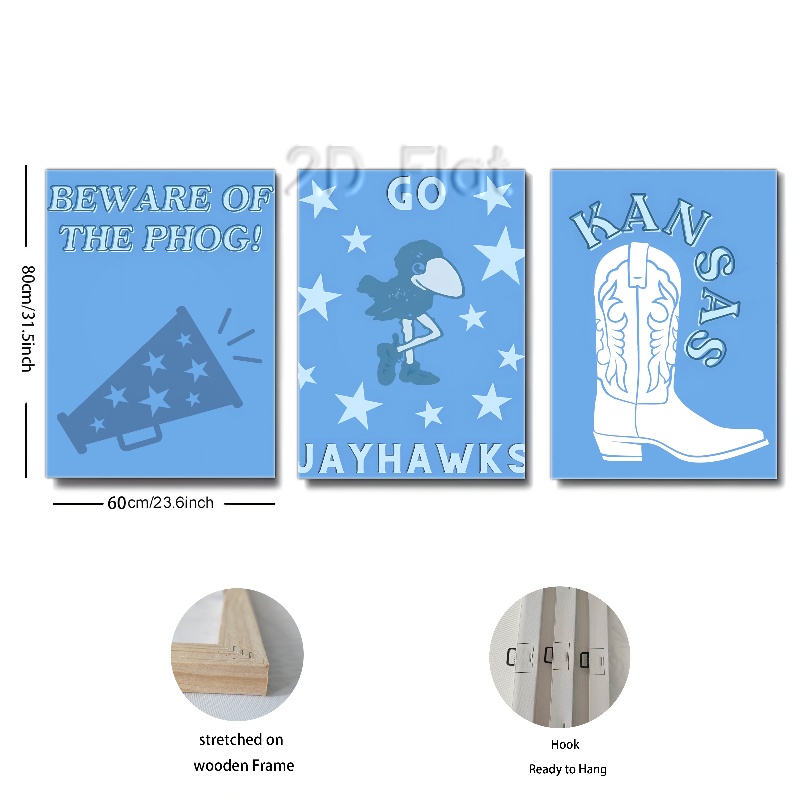 2D Flat
BEWARE OF
THE PHOG!
GO
JAYHAWKS
KANSAS
80cm/31.5inch
60cm/23.6inch
stretched on
wooden Frame
Hook
Ready to Hang